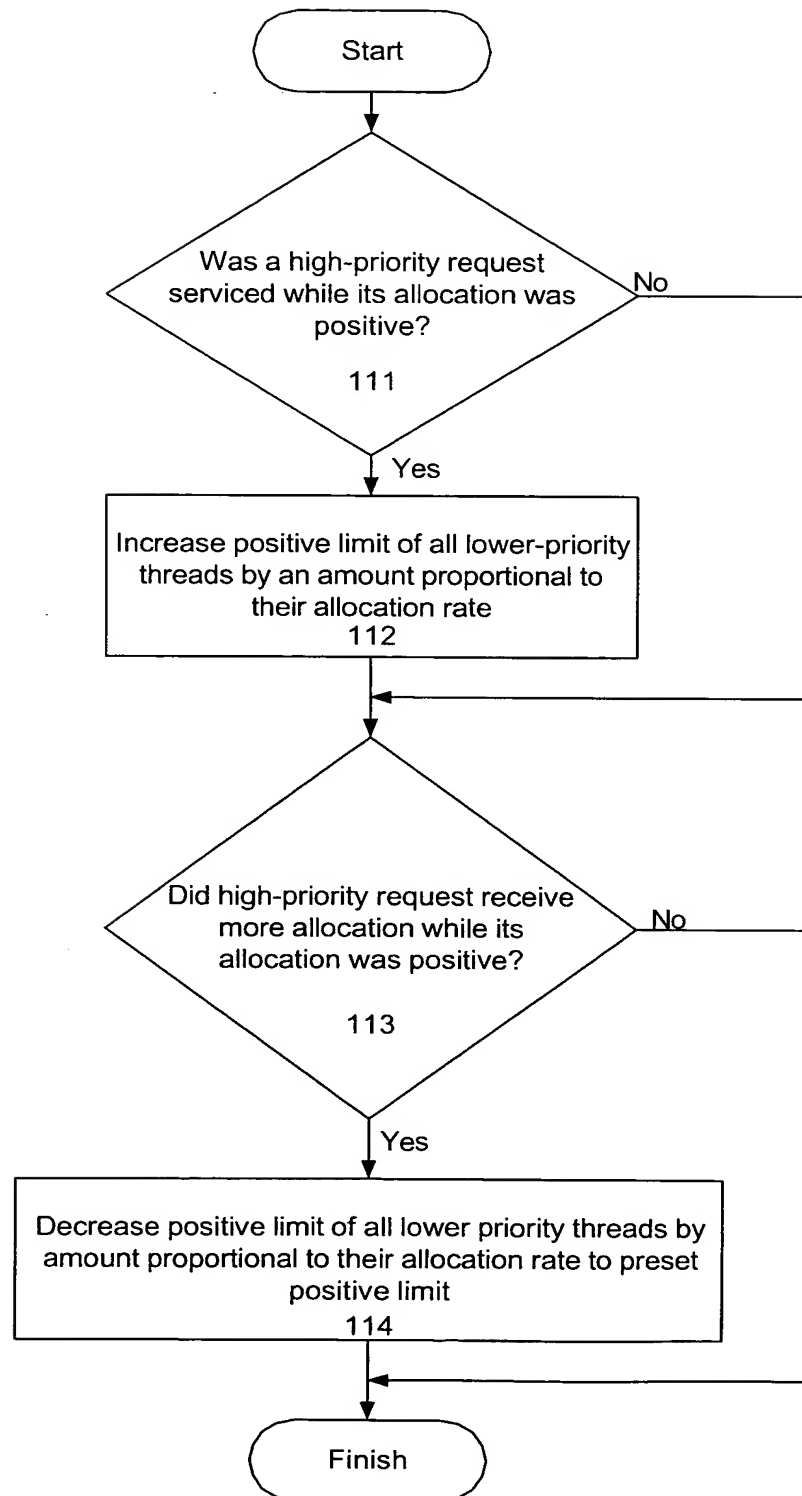 Start
Was a high-priority request
serviced while its allocation was
positive?
111
No
Yes
Increase positive limit of all lower-priority
threads by an amount proportional to
their allocation rate
112
Did high-priority request receive
more allocation while its
allocation was positive?
113
No
Yes
Decrease positive limit of all lower priority threads by
amount proportional to their allocation rate to preset
positive limit
114
Finish